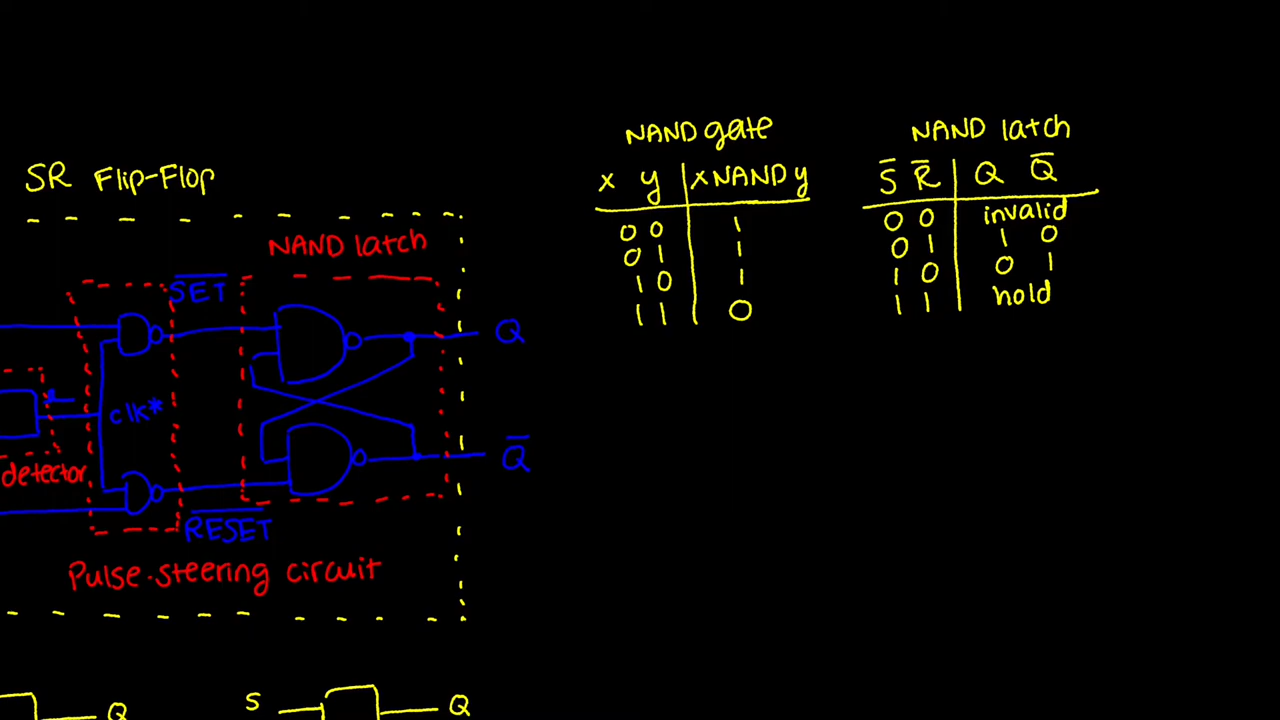 SR Flip-Flop
NAND latch
S̅E̅T̅
Q
clk*
detector
Q̅
R̅E̅S̅E̅T̅
Pulse-steering circuit
NAND gate
x y x NAND y
0 0 1
0 1 1
1 0 1
1 1 0
NAND latch
S̅ R̅ Q Q̅
0 0 invalid
0 1 1 0
1 0 0 1
1 1 hold
Q
S Q